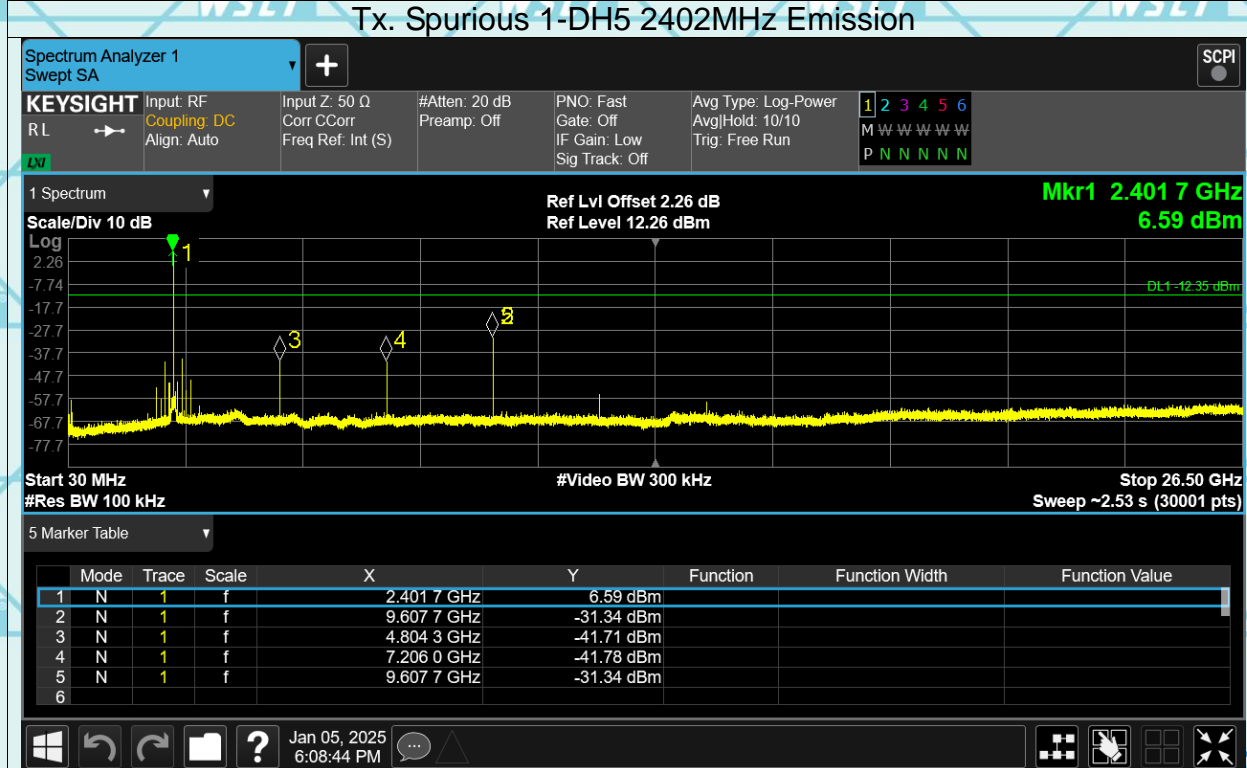 Tx. Spurious 1-DH5 2402MHz Emission
Spectrum Analyzer 1
Swept SA
SCPI
KEYSIGHT
R L
LXI
Input: RF
Coupling: DC
Align: Auto
Input Z: 50 Ω
Corr CCorr
Freq Ref: Int (S)
#Atten: 20 dB
Preamp: Off
PNO: Fast
Gate: Off
IF Gain: Low
Sig Track: Off
Avg Type: Log-Power
Avg|Hold: 10/10
Trig: Free Run
1 2 3 4 5 6
M W W W W W W
P N N N N N N
1 Spectrum
Scale/Div 10 dB
Log
Ref Lvl Offset 2.26 dB
Ref Level 12.26 dBm
Mkr1 2.401 7 GHz
6.59 dBm
2.26
-7.74
-17.7
-27.7
-37.7
-47.7
-57.7
-67.7
-77.7
1
3
4
DL1 -12.35 dBm
Start 30 MHz
#Res BW 100 kHz
#Video BW 300 kHz
Stop 26.50 GHz
Sweep ~2.53 s (30001 pts)
5 Marker Table
Mode Trace Scale X Y Function Function Width Function Value
1 N 1 f 2.401 7 GHz 6.59 dBm
2 N 1 f 9.607 7 GHz -31.34 dBm
3 N 1 f 4.804 3 GHz -41.71 dBm
4 N 1 f 7.206 0 GHz -41.78 dBm
5 N 1 f 9.607 7 GHz -31.34 dBm
6
Jan 05, 2025
6:08:44 PM